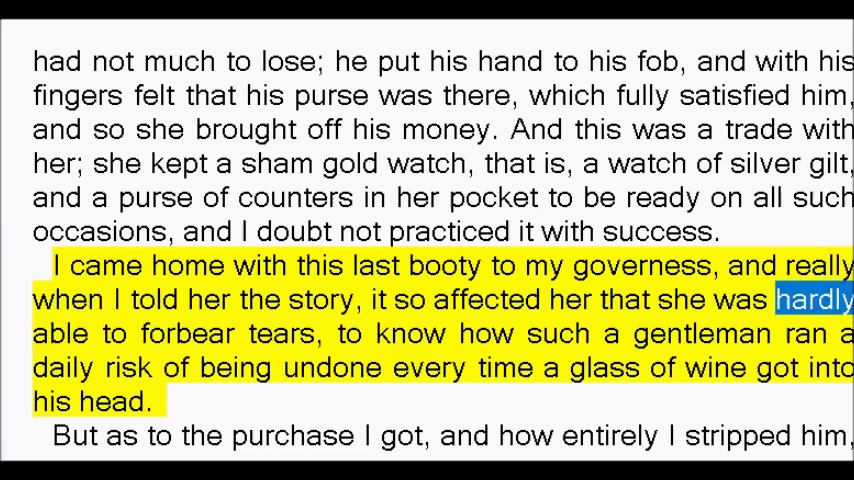 had not much to lose; he put his hand to his fob, and with his
fingers felt that his purse was there, which fully satisfied him,
and so she brought off his money. And this was a trade with
her; she kept a sham gold watch, that is, a watch of silver gilt,
and a purse of counters in her pocket to be ready on all such
occasions, and I doubt not practiced it with success.
I came home with this last booty to my governess, and really
when I told her the story, it so affected her that she was hardly
able to forbear tears, to know how such a gentleman ran a
daily risk of being undone every time a glass of wine got into
his head.
But as to the purchase I got, and how entirely I stripped him,